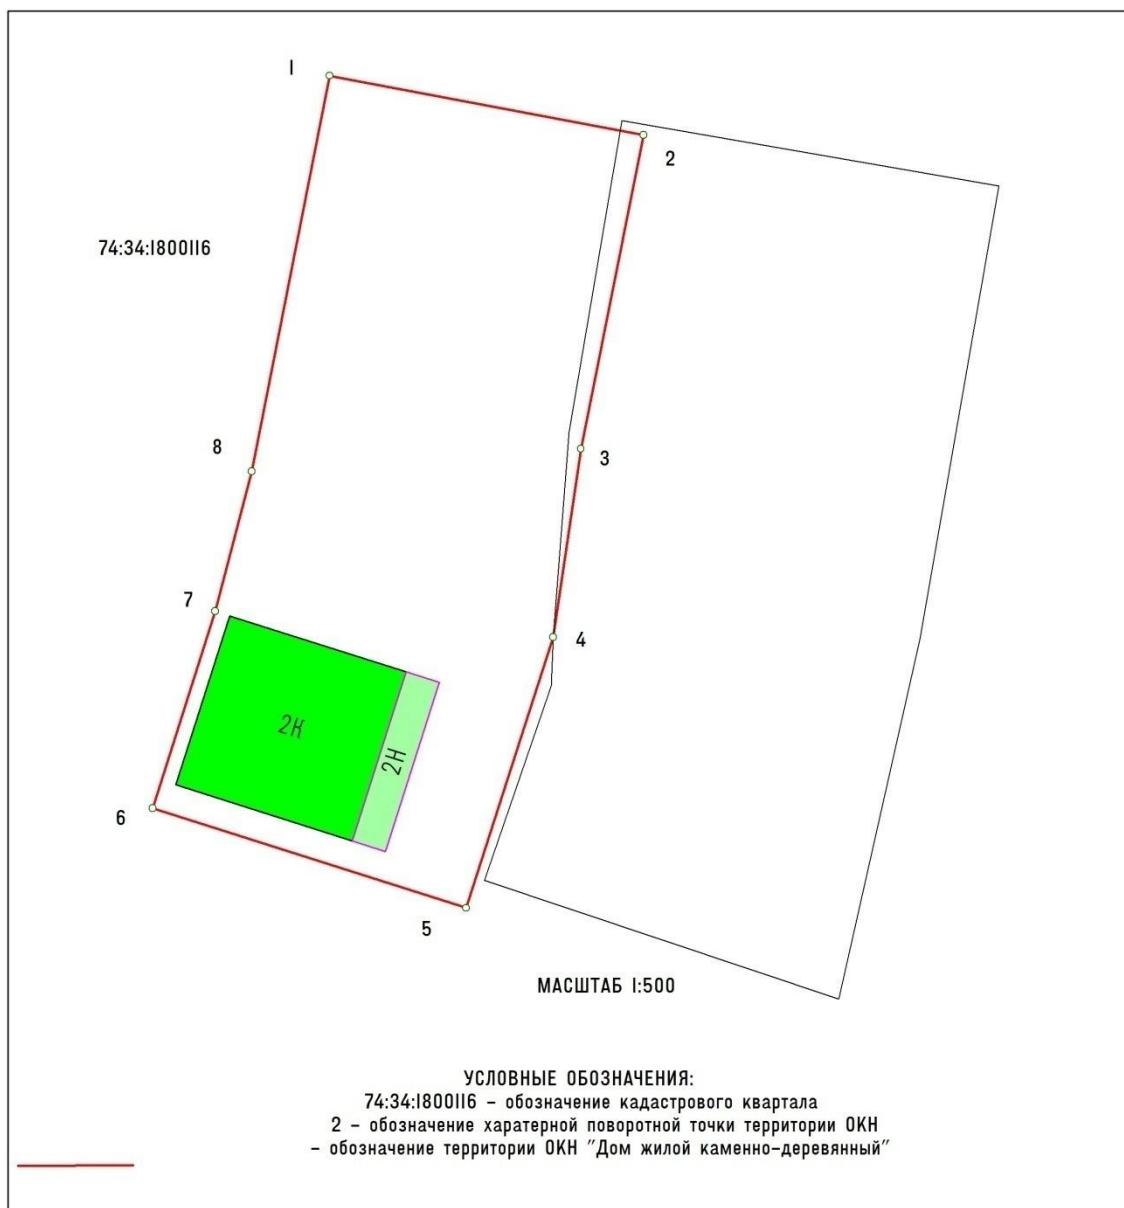 1
2
74:34:1800116
8
3
7
4
2К
2Н
6
5
МАСШТАБ 1:500
УСЛОВНЫЕ ОБОЗНАЧЕНИЯ:
74:34:1800116 – обозначение кадастрового квартала
2 – обозначение харатерной поворотной точки территории ОКН
– обозначение территории ОКН "Дом жилой каменно-деревянный"